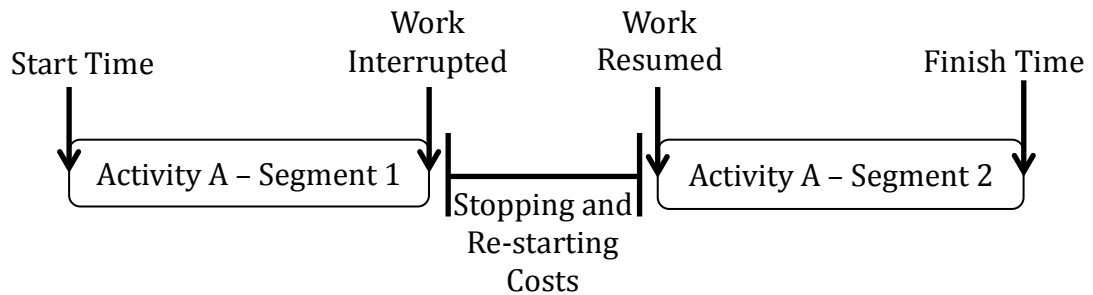 Start Time
Work
Interrupted
Work
Resumed
Finish Time
Activity A – Segment 1
Stopping and
Re-starting
Costs
Activity A – Segment 2